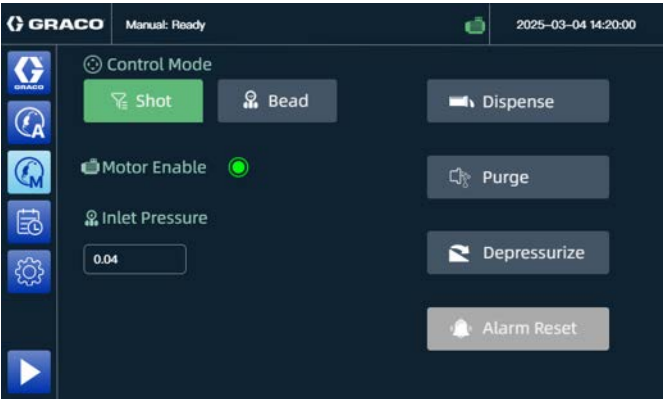 GRACO Manual: Ready 2025-03-04 14:20:00
GRACO
Control Mode
Shot Bead Dispense
A
Motor Enable Purge
M
Inlet Pressure
0.04 Depressurize
Alarm Reset